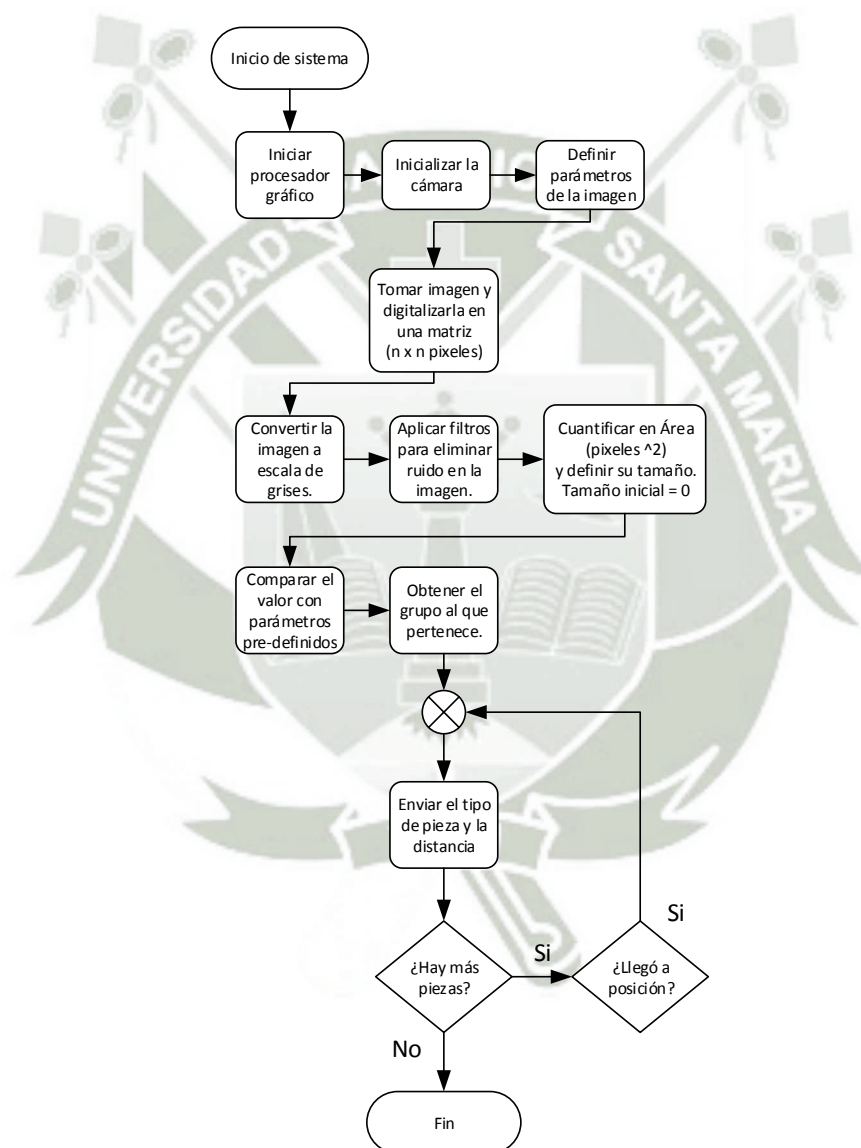 Inicio de sistema
Iniciar
procesador
gráfico
Inicializar la
cámara
Definir
parámetros
de la imagen
Tomar imagen y
digitalizarla en
una matriz
(n x n pixeles)
Convertir la
imagen a
escala de
grises.
Aplicar filtros
para eliminar
ruido en la
imagen.
Cuantificar en Área
(pixeles ^2)
y definir su tamaño.
Tamaño inicial = 0
Comparar el
valor con
parámetros
pre-definidos
Obtener el
grupo al que
pertenece.
Enviar el tipo
de pieza y la
distancia
¿Hay más
piezas?
Si
¿Llegó a
posición?
Si
No
Fin
UNIVERSIDAD
SANTA MARIA